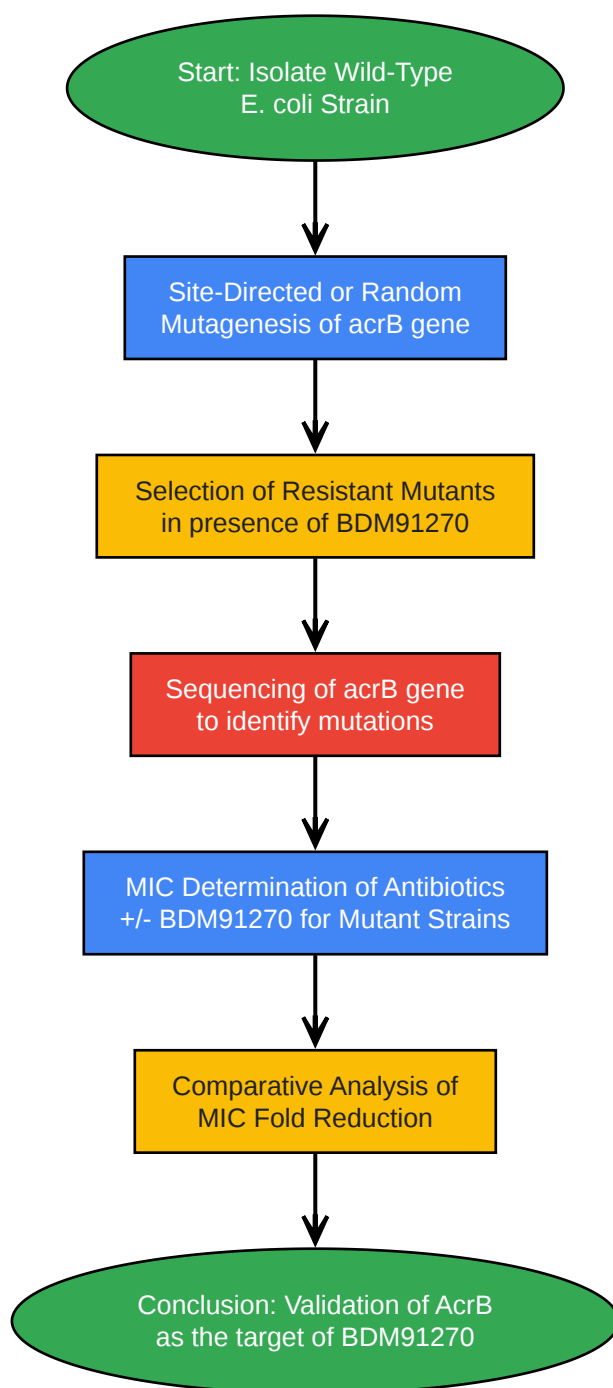 Start: Isolate Wild-Type
E. coli Strain
Site-Directed or Random
Mutagenesis of acrB gene
Selection of Resistant Mutants
in presence of BDM91270
Sequencing of acrB gene
to identify mutations
MIC Determination of Antibiotics
+/- BDM91270 for Mutant Strains
Comparative Analysis of
MIC Fold Reduction
Conclusion: Validation of AcrB
as the target of BDM91270